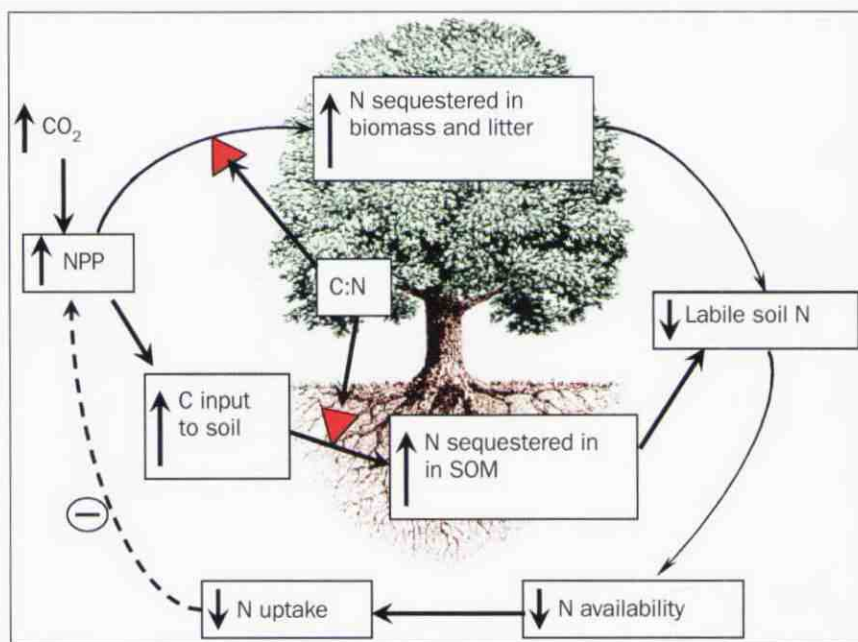 CO₂
NPP
N sequestered in
biomass and litter
C:N
Labile soil N
C input
to soil
N sequestered in
in SOM
N uptake
N availability